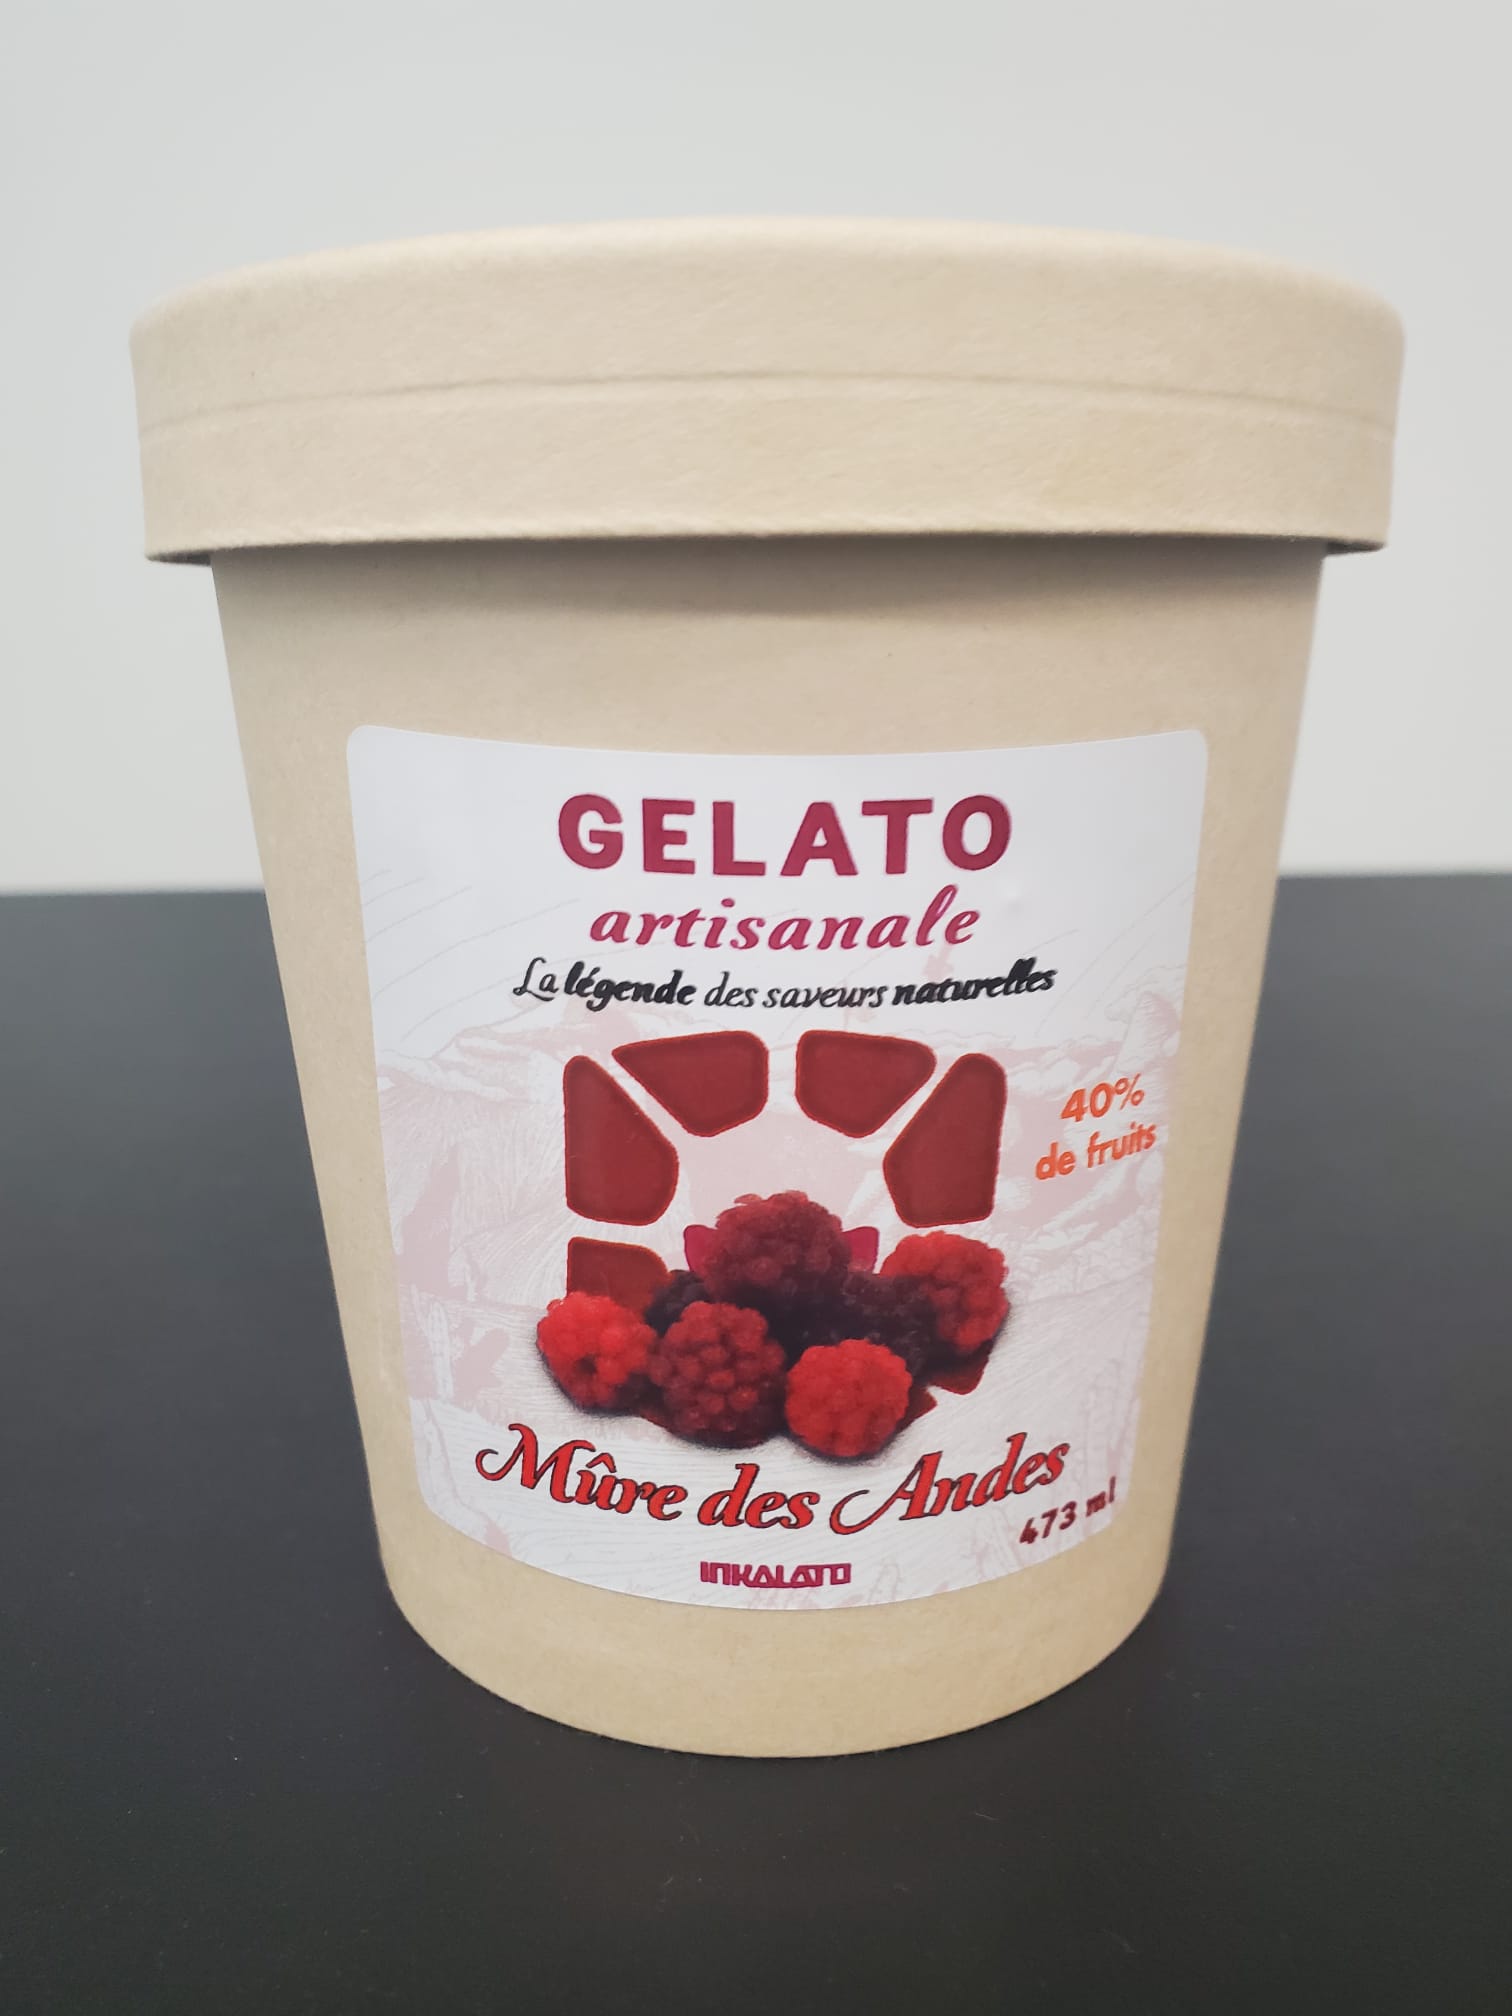 GELATO
artisanale
La légende des saveurs naturelles
40%
de fruits
Mûre des Andes
473 ml
INKALATO